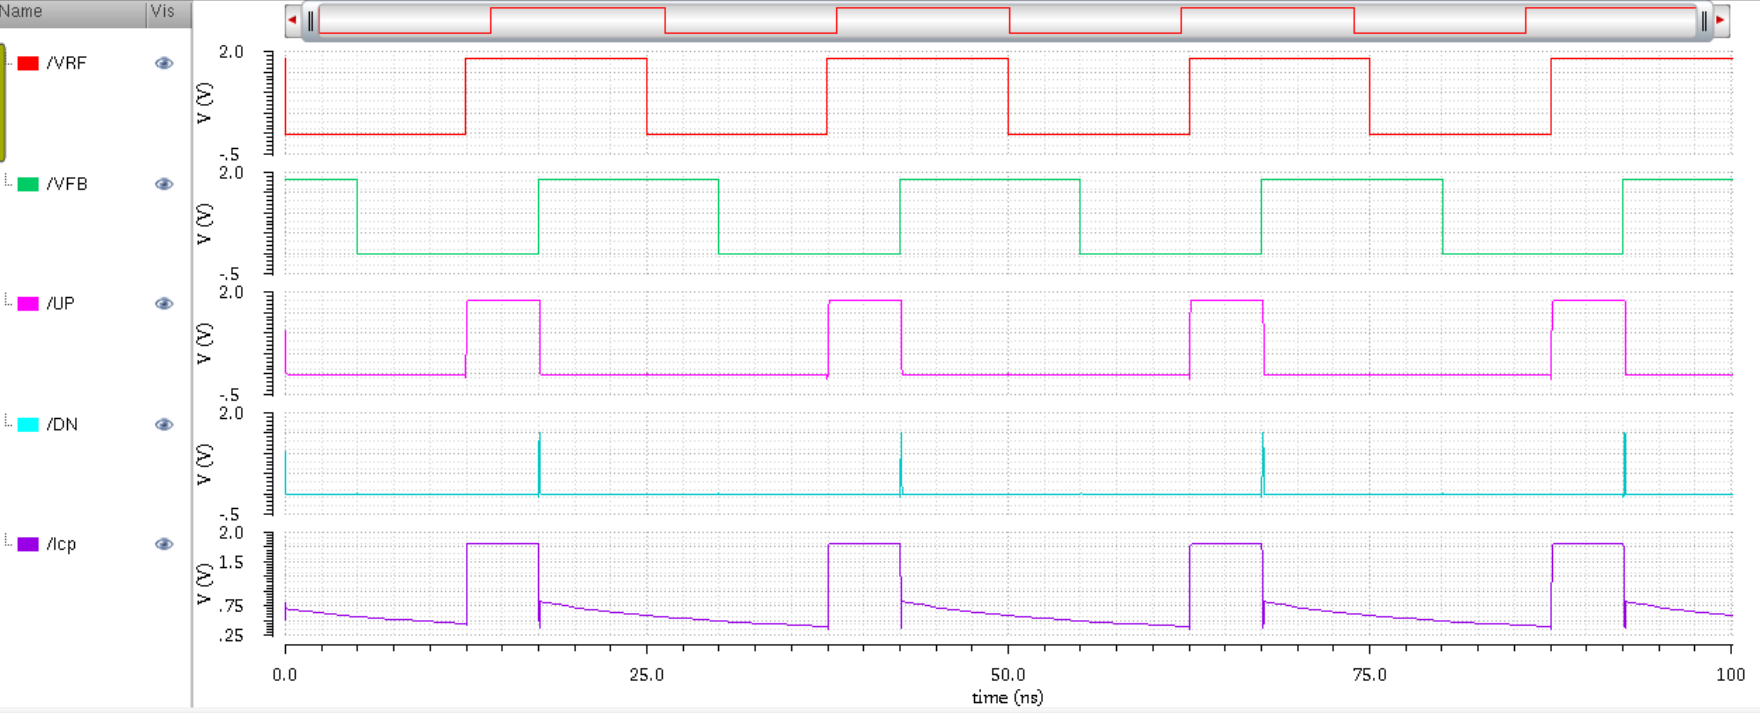 Name Vis
/VRF
V (V)
2.0
-.5
/VFB
V (V)
2.0
-.5
/UP
V (V)
2.0
-.5
/DN
V (V)
2.0
-.5
/Icp
V (V)
2.0
1.5
.75
.25
0.0 25.0 50.0 75.0 100
time (ns)